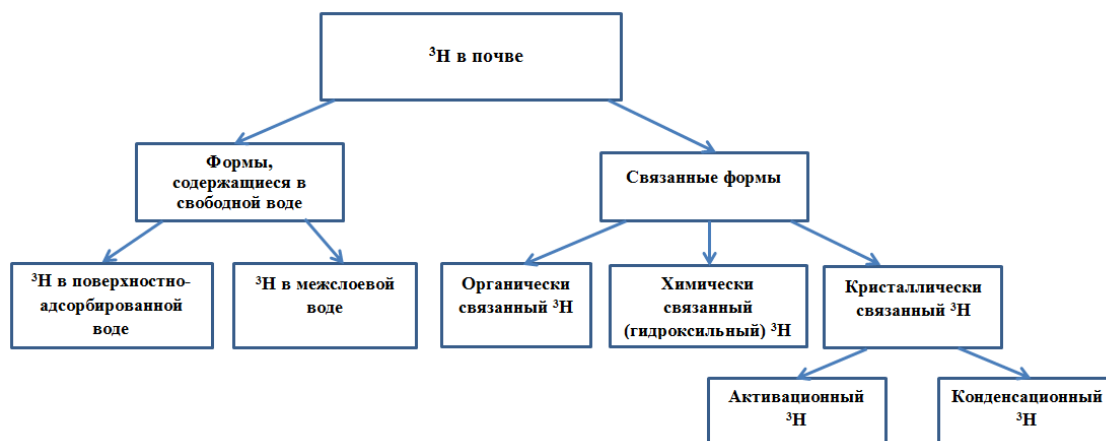 ³Н в почве
Формы,
содержащиеся в
свободной воде
Связанные формы
³Н в поверхностно-
адсорбированной
воде
³Н в межслоевой
воде
Органически
связанный ³Н
Химически
связанный
(гидроксильный) ³Н
Кристаллически
связанный ³Н
Активационный
³Н
Конденсационный
³Н